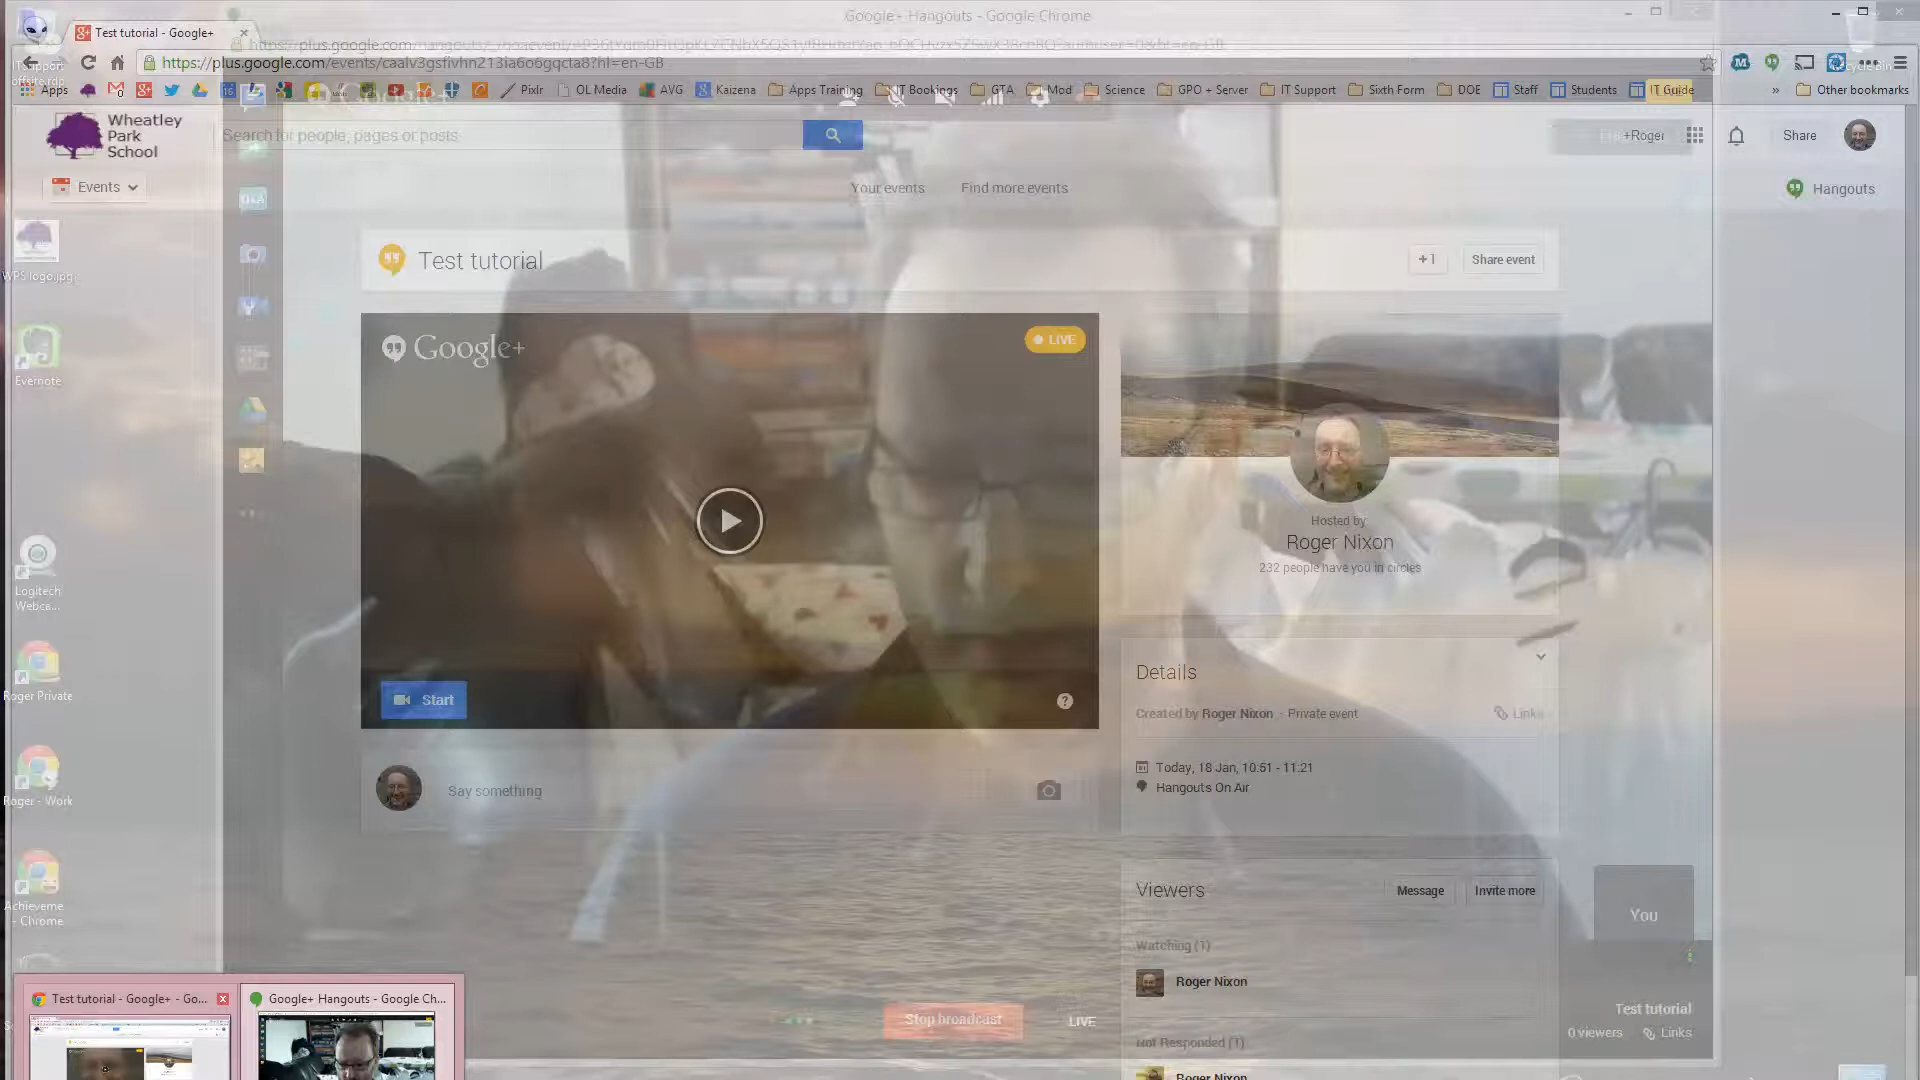 Google+ Hangouts - Google Chrome
Test tutorial - Google+
https://plus.google.com/events/caalv3gsfivhn213ia6o6gqcta8?hl=en-GB
Apps
Pixlr
OL Media
AVG
Kaizena
Apps Training
IT Bookings
GTA
Mod
Science
GPO + Server
IT Support
Sixth Form
DOE
Staff
Students
IT Guide
»
Other bookmarks
Wheatley
Park
School
Search for people, pages or posts
+Roger
Share
Events
Your events
Find more events
Hangouts
Q&A
WPS logo.jpg
Test tutorial
+1
Share event
Google+
LIVE
Evernote
Hosted by
Roger Nixon
232 people have you in circles
Logitech
Webca...
Roger Private
Details
Created by Roger Nixon - Private event
Links
Start
?
Today, 18 Jan, 10:51 - 11:21
Hangouts On Air
Say something
Roger - Work
Achieveme...
- Chrome
Viewers
Message
Invite more
You
Watching (1)
Roger Nixon
Test tutorial - Google+ - Go...
Google+ Hangouts - Google Ch...
Stop broadcast
LIVE
Test tutorial
0 viewers
Links
Not Responded (1)
Roger Nixon